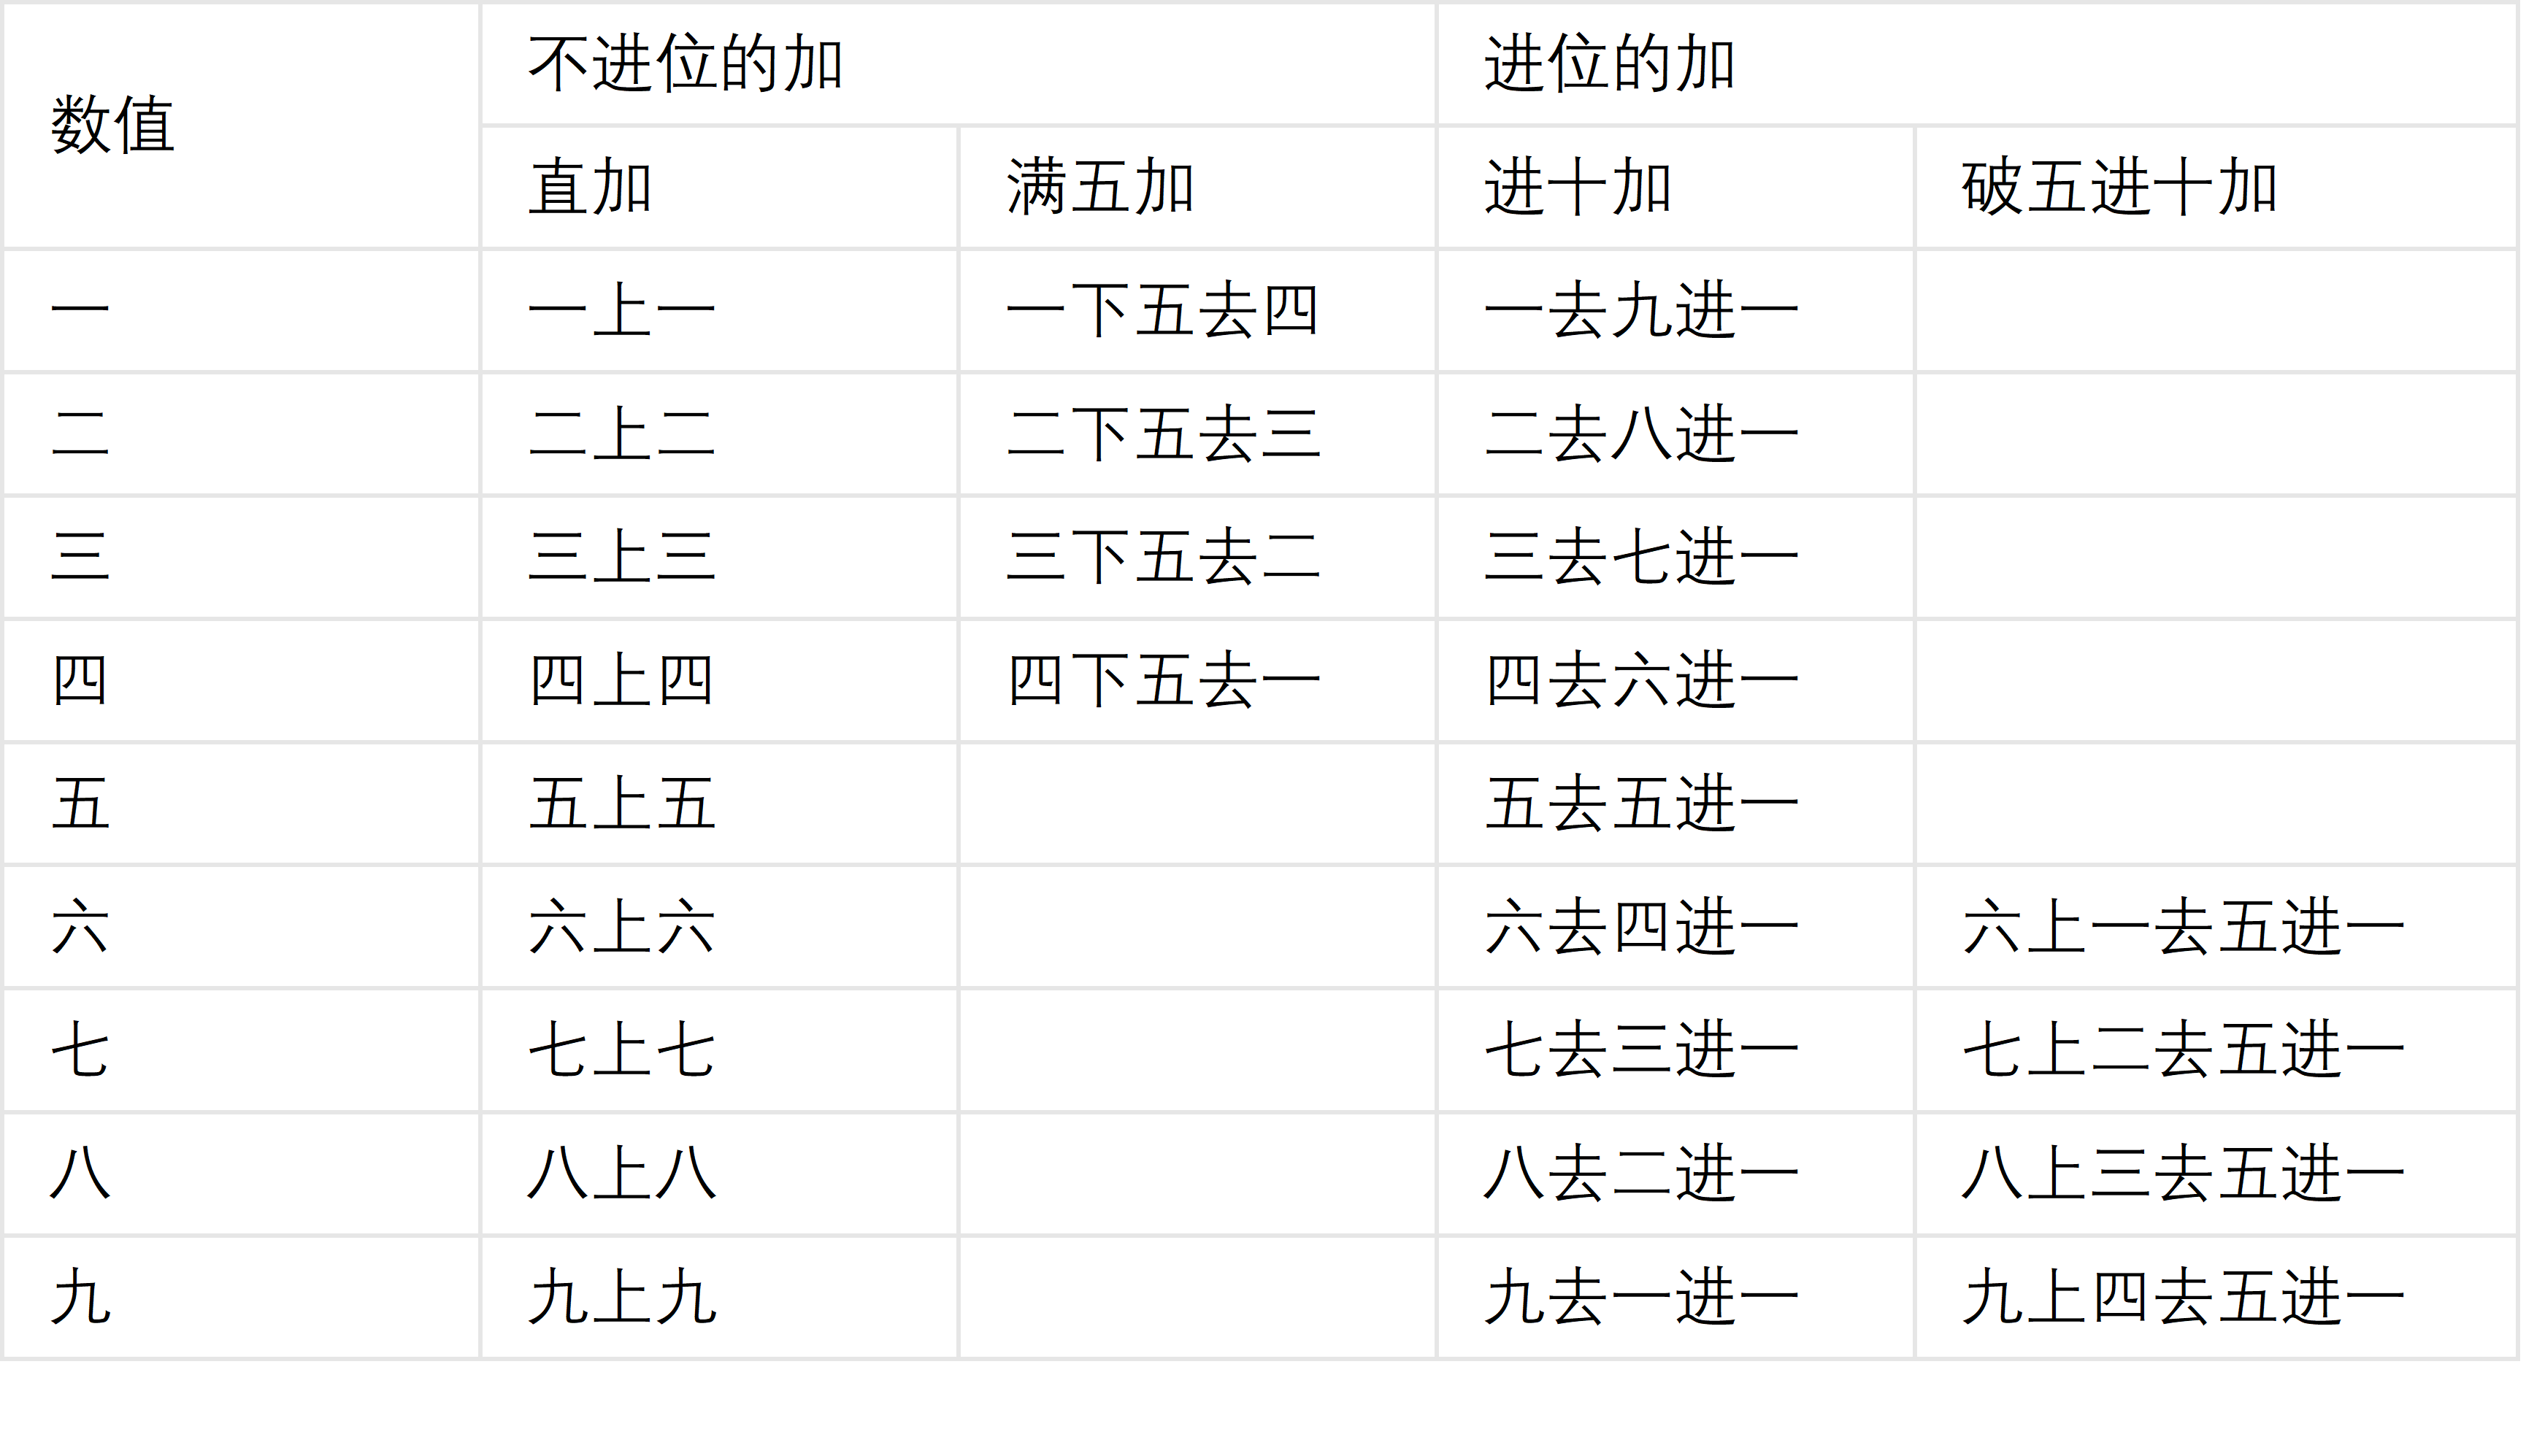 数值 不进位的加 进位的加
直加 满五加 进十加 破五进十加
一 一上一 一下五去四 一去九进一
二 二上二 二下五去三 二去八进一
三 三上三 三下五去二 三去七进一
四 四上四 四下五去一 四去六进一
五 五上五 五去五进一
六 六上六 六去四进一 六上一去五进一
七 七上七 七去三进一 七上二去五进一
八 八上八 八去二进一 八上三去五进一
九 九上九 九去一进一 九上四去五进一